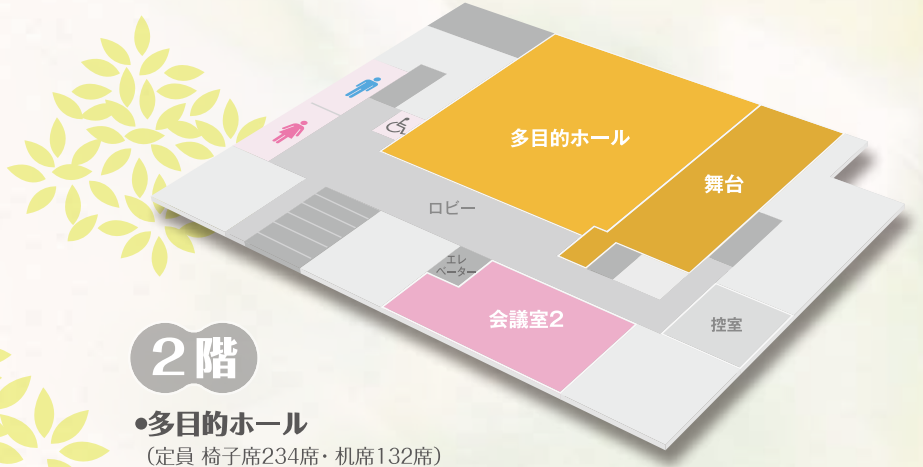 多目的ホール
舞台
ロビー
エレ
ベーター
会議室2
控室
2階
•多目的ホール
（定員 椅子席234席・机席132席）